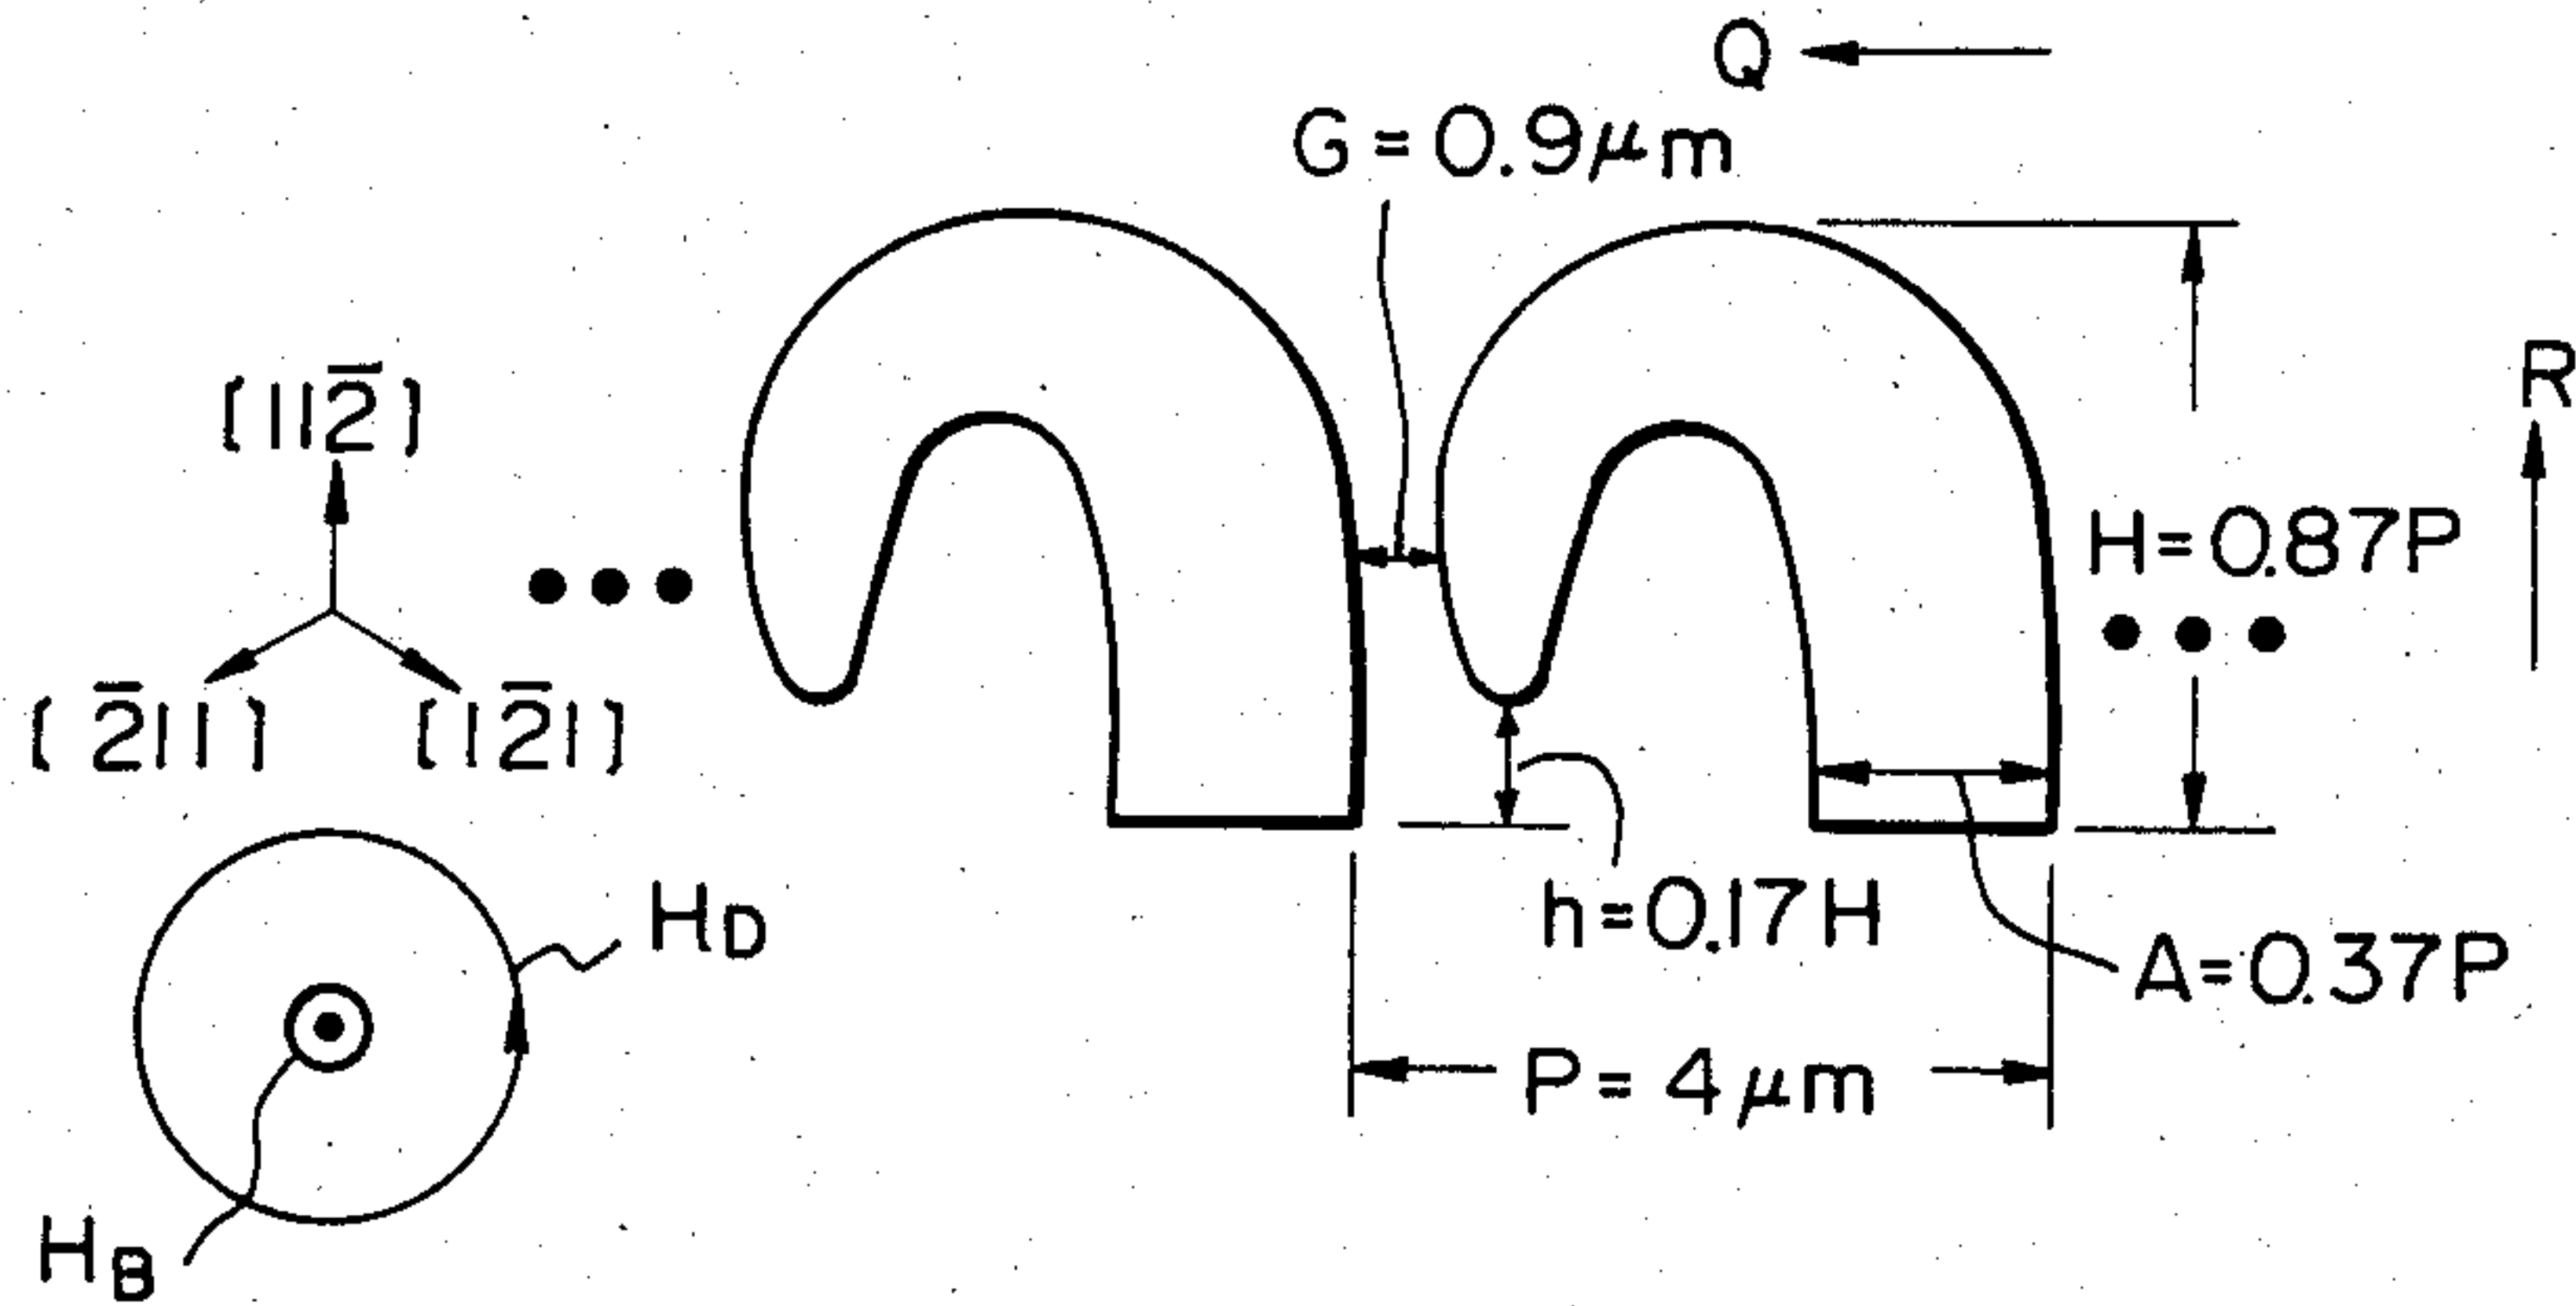 Q
G=0.9μm
R
[112̅]
H=0.87P
[2̅11]
[12̅1]
h=0.17H
HD
A=0.37P
P=4μm
HB